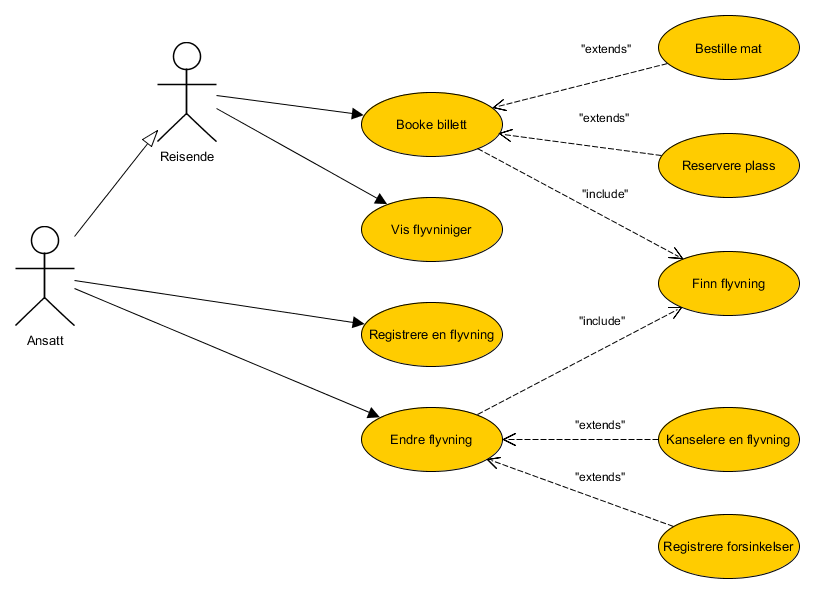 Bestille mat
"extends"
Booke billett
"extends"
Reisende
Reservere plass
"include"
Vis flyvniniger
Finn flyvning
"include"
Registrere en flyvning
Ansatt
"extends"
Endre flyvning
Kanselere en flyvning
"extends"
Registrere forsinkelser